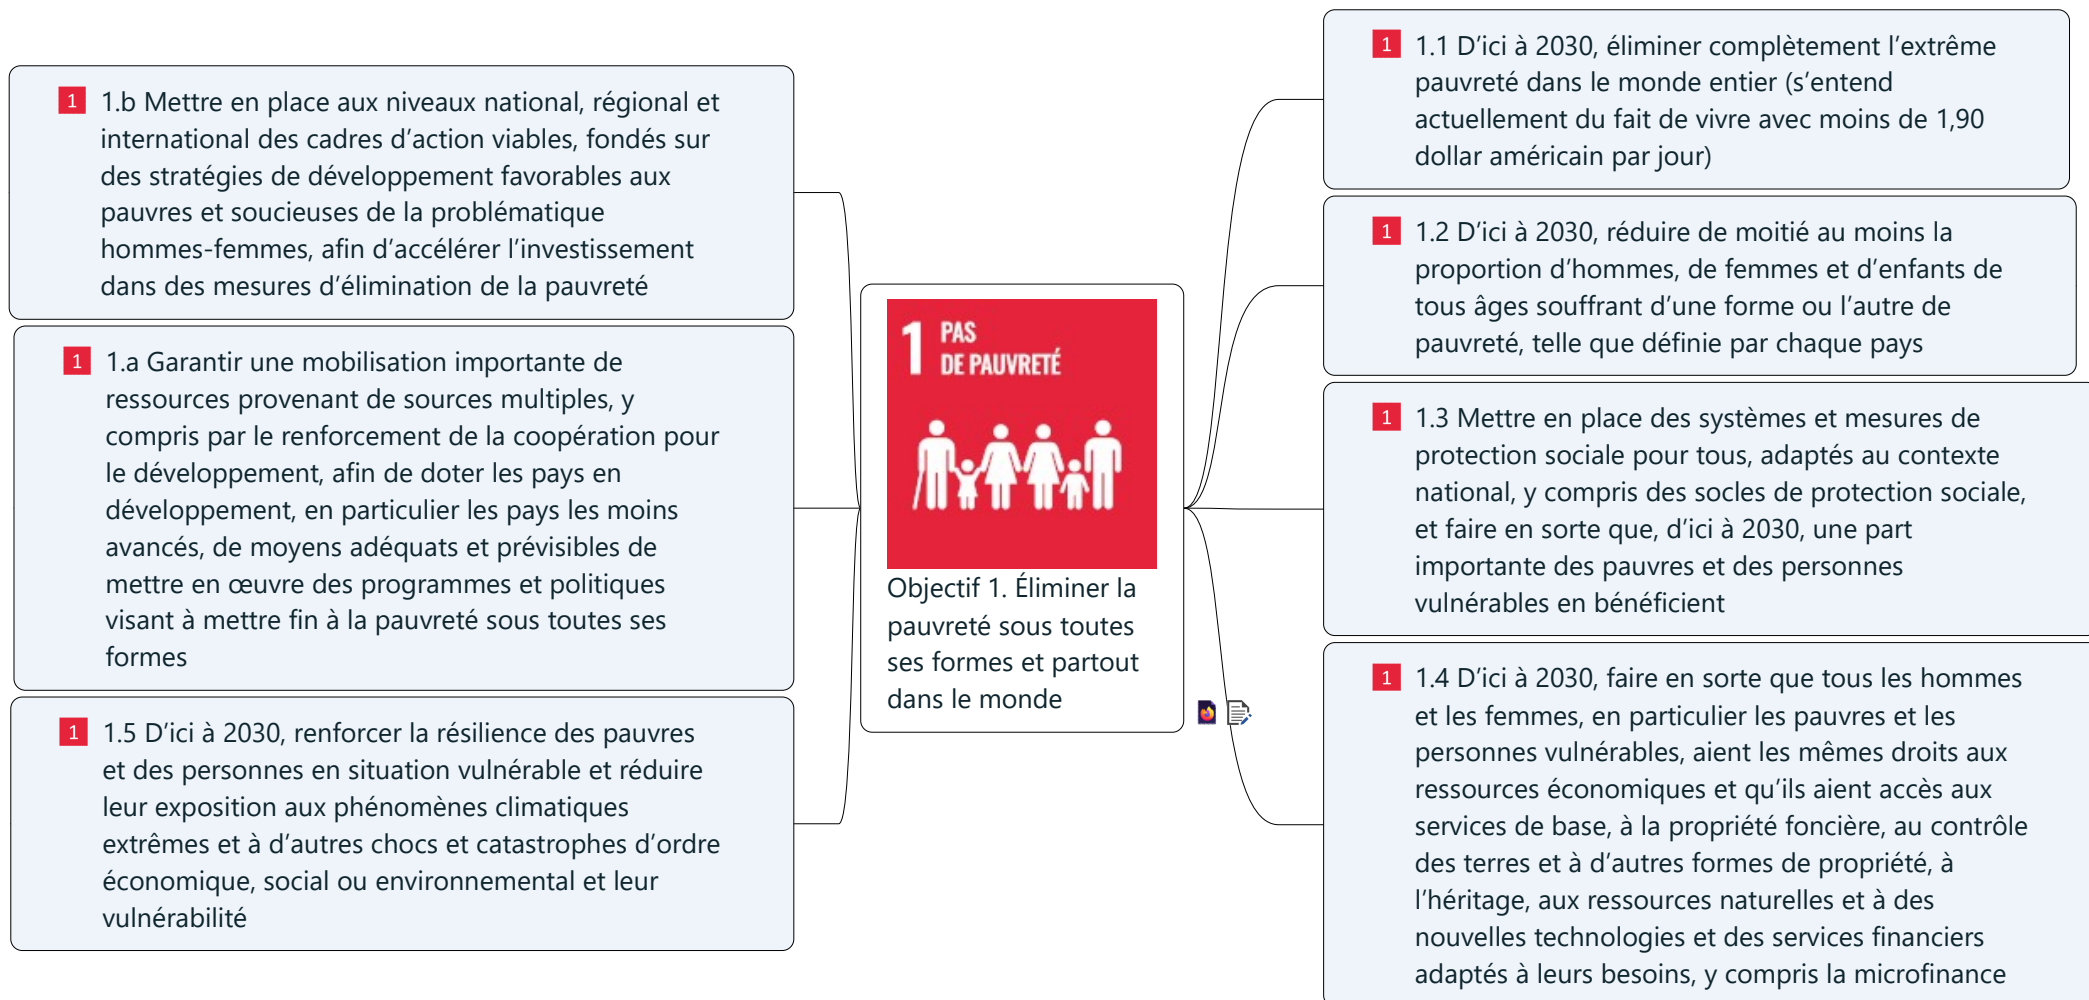 1 1.b Mettre en place aux niveaux national, régional et
international des cadres d’action viables, fondés sur
des stratégies de développement favorables aux
pauvres et soucieuses de la problématique
hommes-femmes, afin d’accélérer l’investissement
dans des mesures d’élimination de la pauvreté
1 1.a Garantir une mobilisation importante de
ressources provenant de sources multiples, y
compris par le renforcement de la coopération pour
le développement, afin de doter les pays en
développement, en particulier les pays les moins
avancés, de moyens adéquats et prévisibles de
mettre en œuvre des programmes et politiques
visant à mettre fin à la pauvreté sous toutes ses
formes
1 1.5 D’ici à 2030, renforcer la résilience des pauvres
et des personnes en situation vulnérable et réduire
leur exposition aux phénomènes climatiques
extrêmes et à d’autres chocs et catastrophes d’ordre
économique, social ou environnemental et leur
vulnérabilité
1 PAS
DE PAUVRETÉ
Objectif 1. Éliminer la
pauvreté sous toutes
ses formes et partout
dans le monde
1 1.1 D’ici à 2030, éliminer complètement l’extrême
pauvreté dans le monde entier (s’entend
actuellement du fait de vivre avec moins de 1,90
dollar américain par jour)
1 1.2 D’ici à 2030, réduire de moitié au moins la
proportion d’hommes, de femmes et d’enfants de
tous âges souffrant d’une forme ou l’autre de
pauvreté, telle que définie par chaque pays
1 1.3 Mettre en place des systèmes et mesures de
protection sociale pour tous, adaptés au contexte
national, y compris des socles de protection sociale,
et faire en sorte que, d’ici à 2030, une part
importante des pauvres et des personnes
vulnérables en bénéficient
1 1.4 D’ici à 2030, faire en sorte que tous les hommes
et les femmes, en particulier les pauvres et les
personnes vulnérables, aient les mêmes droits aux
ressources économiques et qu’ils aient accès aux
services de base, à la propriété foncière, au contrôle
des terres et à d’autres formes de propriété, à
l’héritage, aux ressources naturelles et à des
nouvelles technologies et des services financiers
adaptés à leurs besoins, y compris la microfinance